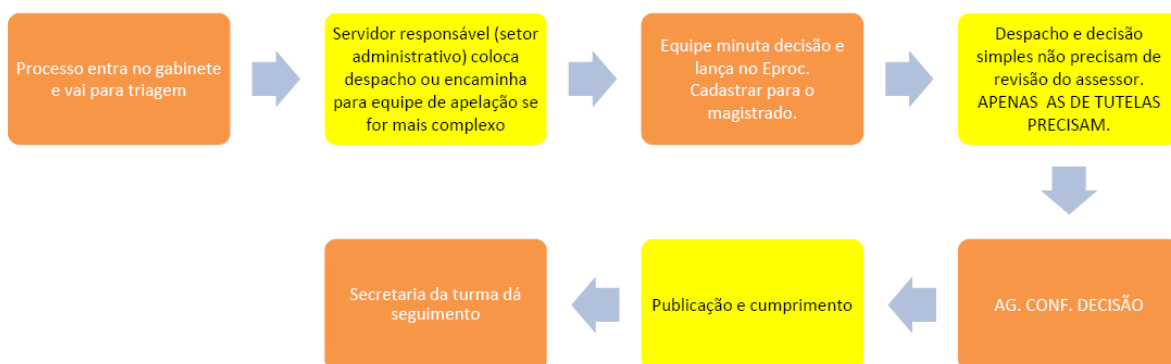 Processo entra no gabinete
e vai para triagem
Servidor responsável (setor
administrativo) coloca
despacho ou encaminha
para equipe de apelação se
for mais complexo
Equipe minuta decisão e
lança no Eproc.
Cadastrar para o
magistrado.
Despacho e decisão
simples não precisam de
revisão do assessor.
APENAS AS DE TUTELAS
PRECISAM.
AG. CONF. DECISÃO
Publicação e cumprimento
Secretaria da turma dá
seguimento